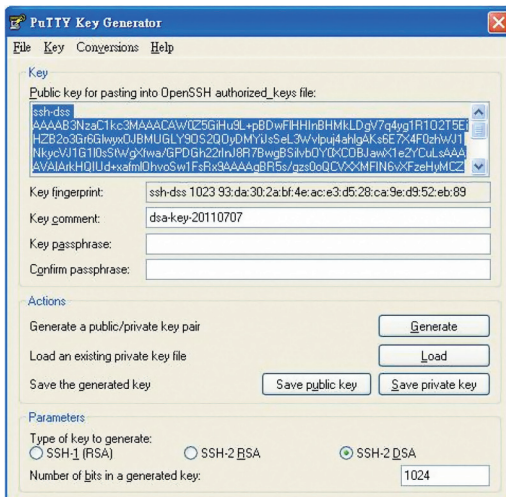 PuTTY Key Generator
File Key Conversions Help
Key
Public key for pasting into OpenSSH authorized_keys file:
ssh-dss
Key fingerprint: ssh-dss 1023 93:da:30:2a:bf:4e:ac:e3:d5:28:ca:9e:d9:52:eb:89
Key comment: dsa-key-20110707
Key passphrase:
Confirm passphrase:
Actions
Generate a public/private key pair Generate
Load an existing private key file Load
Save the generated key Save public key Save private key
Parameters
Type of key to generate:
SSH-1 (RSA) SSH-2 RSA SSH-2 DSA
Number of bits in a generated key: 1024